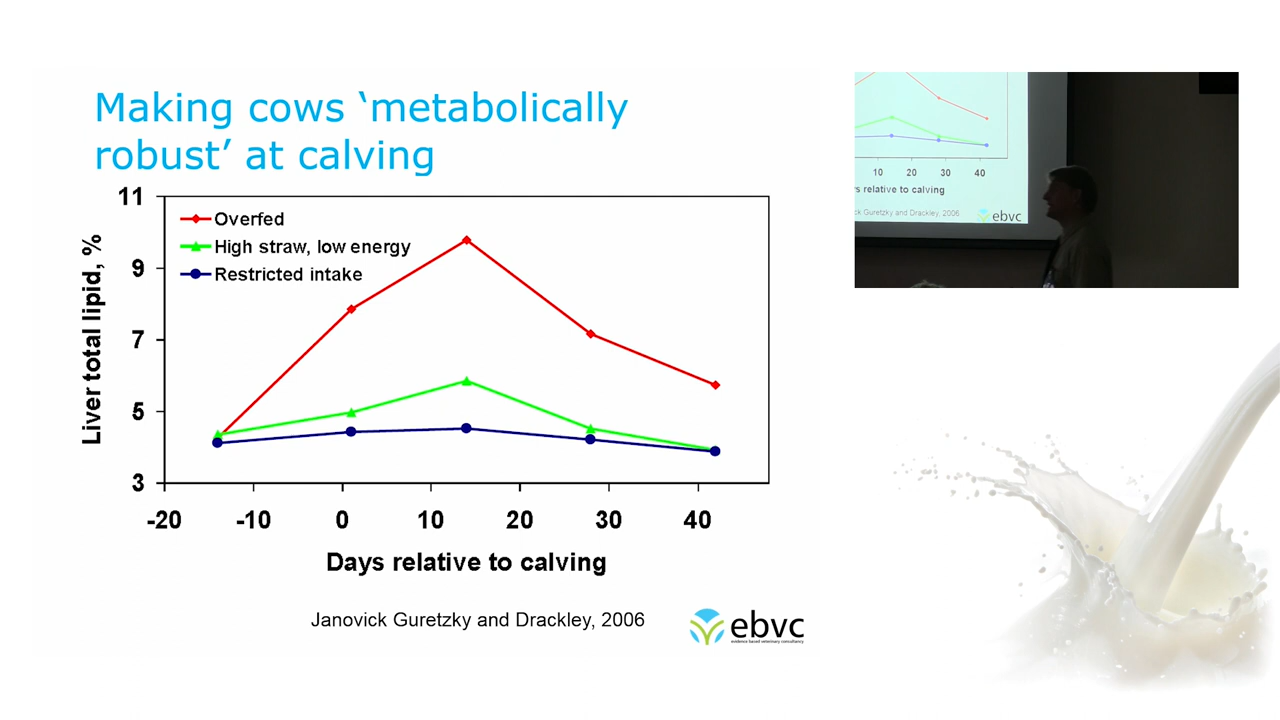 Making cows ‘metabolically
robust’ at calving
11
9
7
5
3
Liver total lipid, %
Overfed
High straw, low energy
Restricted intake
-20 -10 0 10 20 30 40
Days relative to calving
Janovick Guretzky and Drackley, 2006
ebvc
evidence based veterinary consultancy
10 20 30 40
s relative to calving
ck Guretzky and Drackley, 2006
ebvc